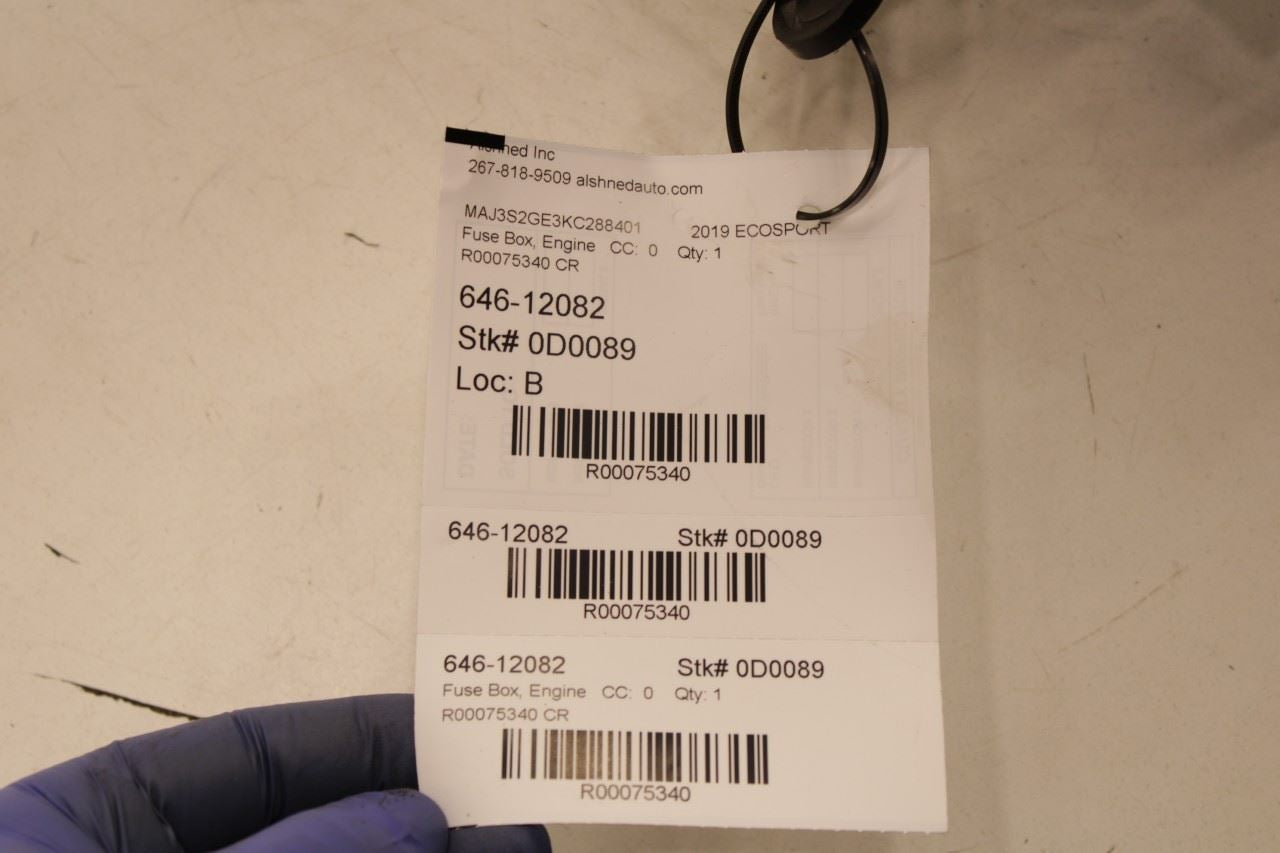 Alshned Inc
267-818-9509 alshnedauto.com
MAJ3S2GE3KC288401 2019 ECOSPORT
Fuse Box, Engine CC: 0 Qty: 1
R00075340 CR
646-12082
Stk# 0D0089
Loc: B
R00075340
646-12082 Stk# 0D0089
R00075340
646-12082 Stk# 0D0089
Fuse Box, Engine CC: 0 Qty: 1
R00075340 CR
R00075340